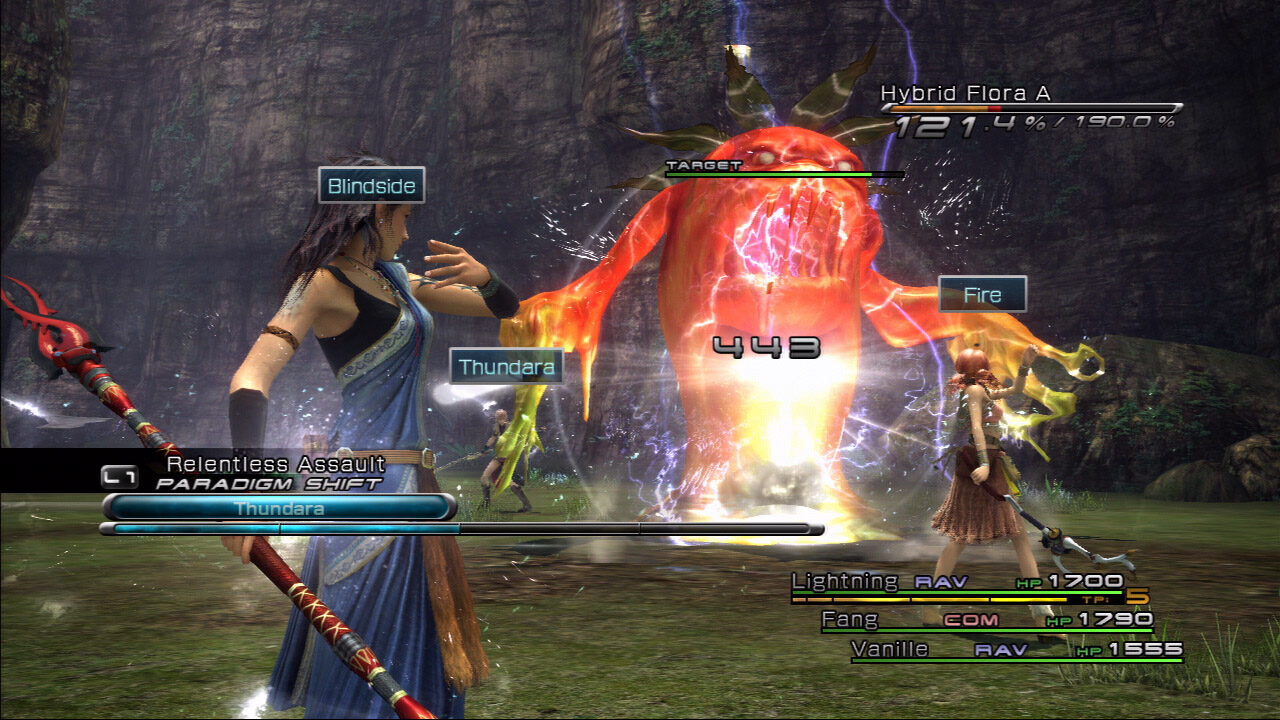 Hybrid Flora A
121.4%/190.0%
TARGET
Blindside
Fire
443
Thundara
Relentless Assault
L1
PARADIGM SHIFT
Thundara
Lightning RAV HP 1700
TP: 5
Fang COM HP 1790
Vanille RAV HP 1555